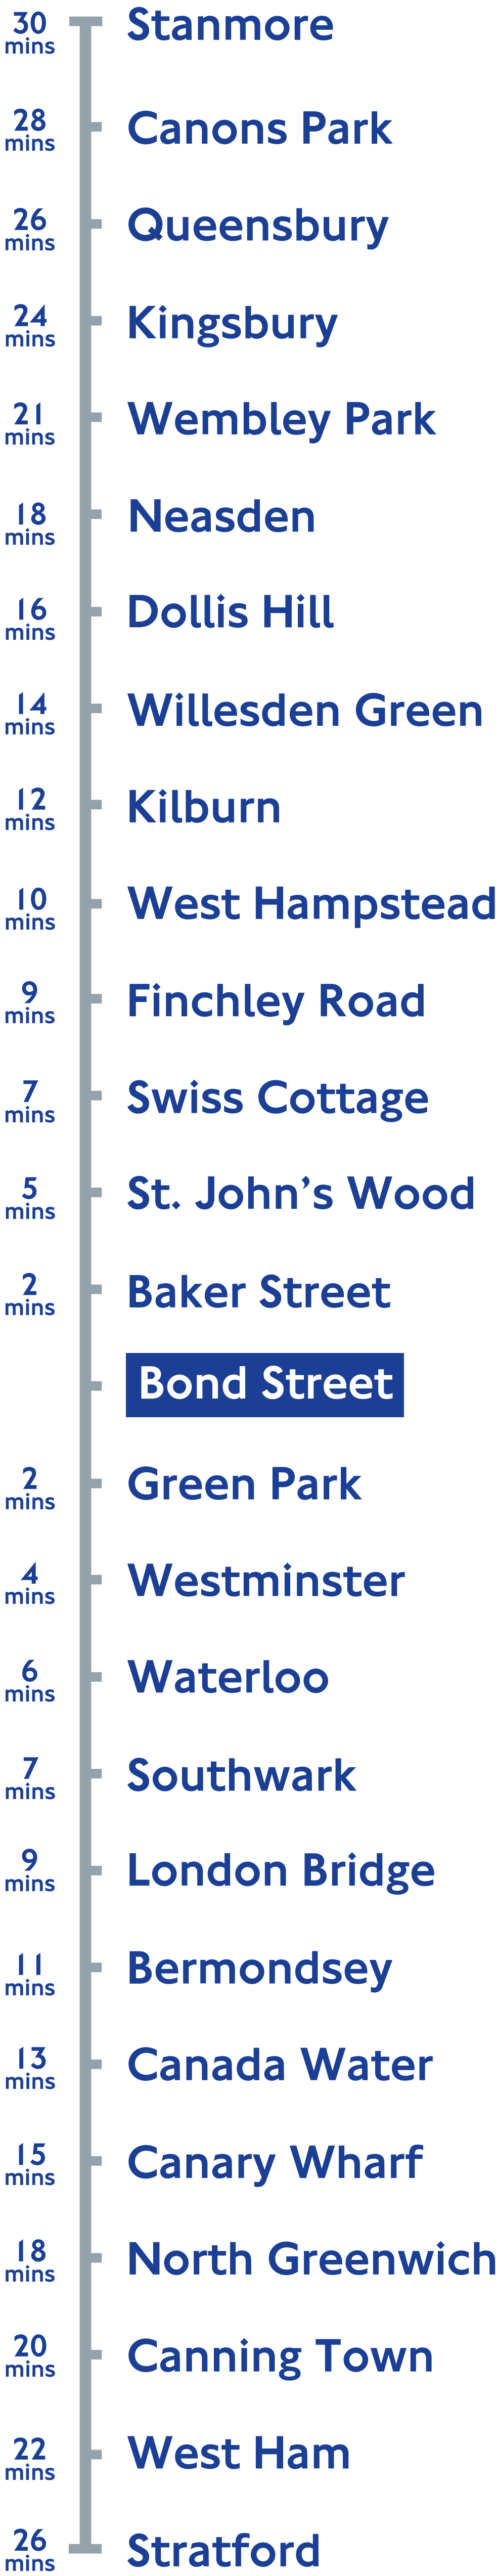 30 mins Stanmore
28 mins Canons Park
26 mins Queensbury
24 mins Kingsbury
21 mins Wembley Park
18 mins Neasden
16 mins Dollis Hill
14 mins Willesden Green
12 mins Kilburn
10 mins West Hampstead
9 mins Finchley Road
7 mins Swiss Cottage
5 mins St. John’s Wood
2 mins Baker Street
Bond Street
2 mins Green Park
4 mins Westminster
6 mins Waterloo
7 mins Southwark
9 mins London Bridge
11 mins Bermondsey
13 mins Canada Water
15 mins Canary Wharf
18 mins North Greenwich
20 mins Canning Town
22 mins West Ham
26 mins Stratford